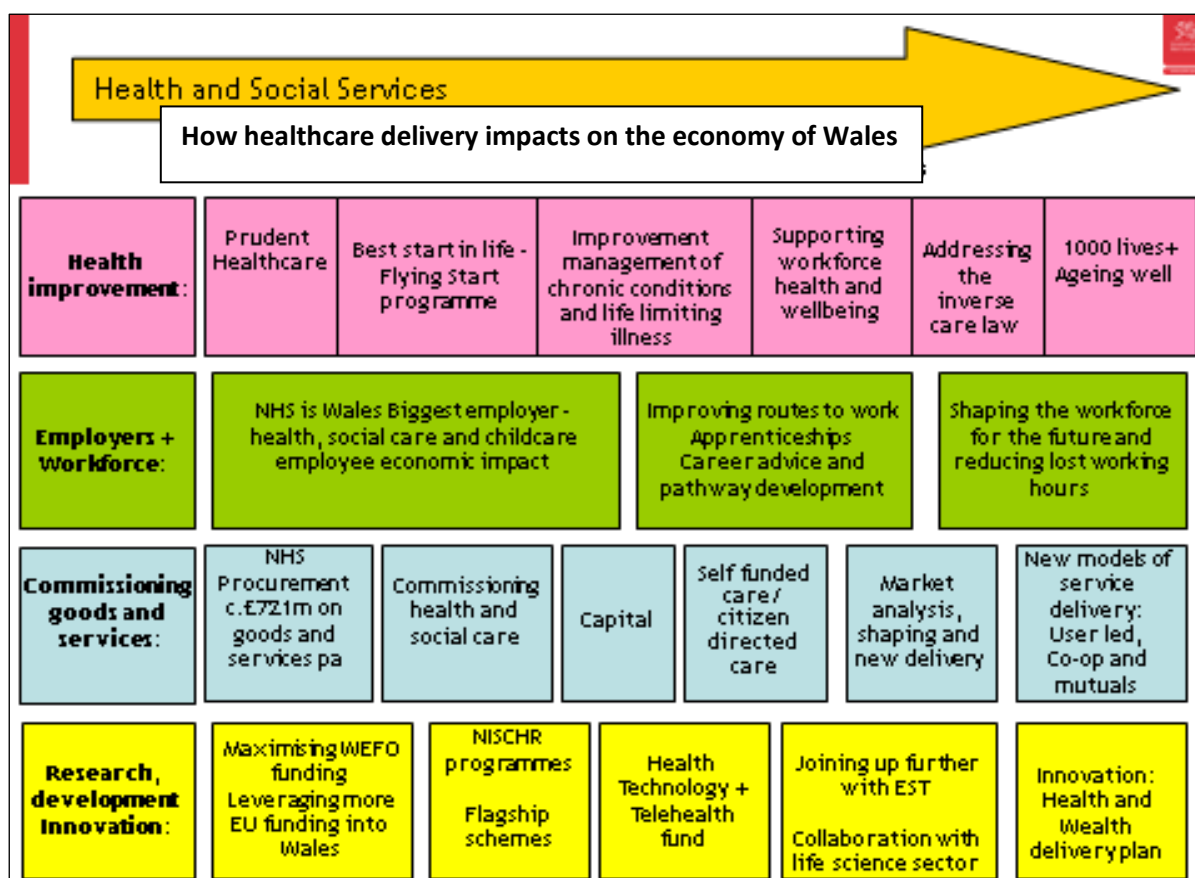 Health and Social Services
How healthcare delivery impacts on the economy of Wales
Health
improvement:
Prudent
Healthcare
Best start in life -
Flying Start
programme
Improvement
management of
chronic conditions
and life limiting
illness
Supporting
workforce
health and
wellbeing
Addressing
the
inverse
care law
1000 lives+
Ageing well
Employers +
Workforce:
NHS is Wales Biggest employer -
health, social care and childcare
employee economic impact
Improving routes to work
Apprenticeships
Career advice and
pathway development
Shaping the workforce
for the future and
reducing lost working
hours
Commissioning
goods and
services:
NHS
Procurement
c.£721m on
goods and
services pa
Commissioning
health and
social care
Capital
Self funded
care/
citizen
directed
care
Market
analysis,
shaping and
new delivery
New models of
service
delivery:
User led,
Co-op and
mutuals
Research,
development
Innovation:
Maximising WEFO
funding
Leveraging more
EU funding into
Wales
NISCHR
programmes
Flagship
schemes
Health
Technology +
Telehealth
fund
Joining up further
with EST
Collaboration with
life science sector
Innovation:
Health and
Wealth
delivery plan